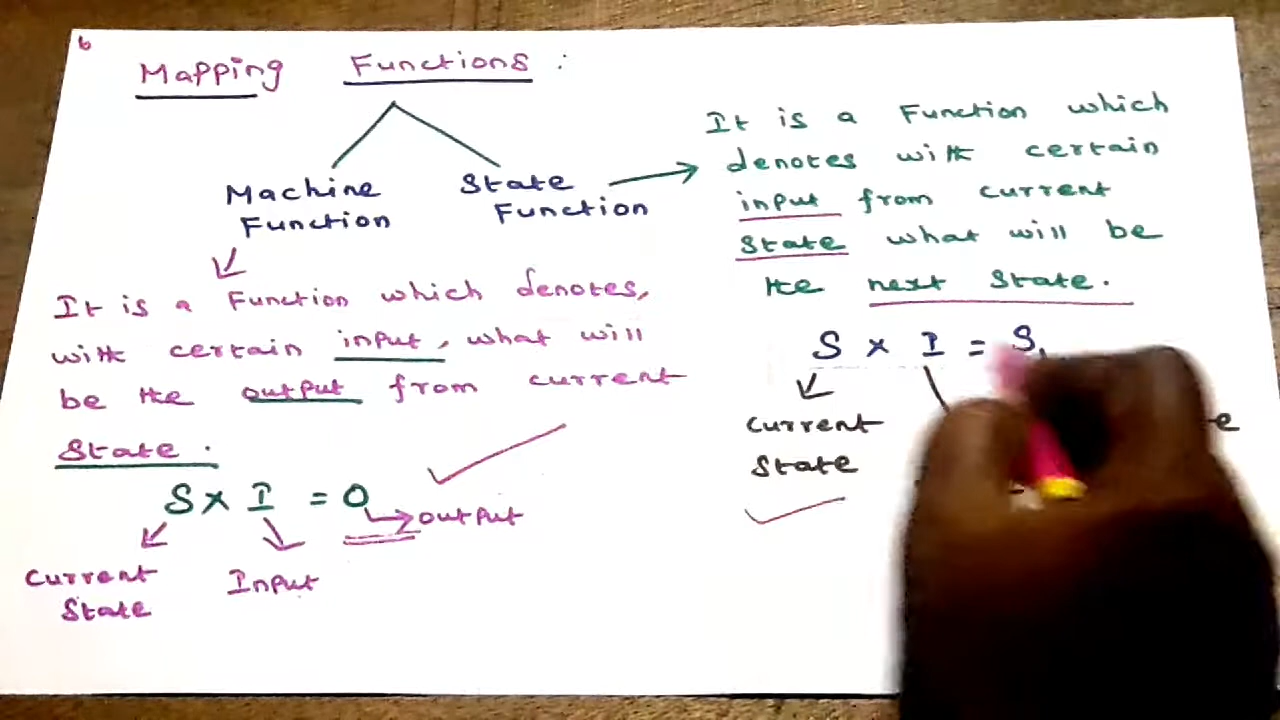 6
Mapping Functions :
Machine Function
State Function
It is a Function which denotes,
with certain input, what will
be the output from current
State.
S × I = O
output
Current State
Input
It is a Function which
denotes with certain
input from current
State what will be
the next State.
S × I = S
Current State
e